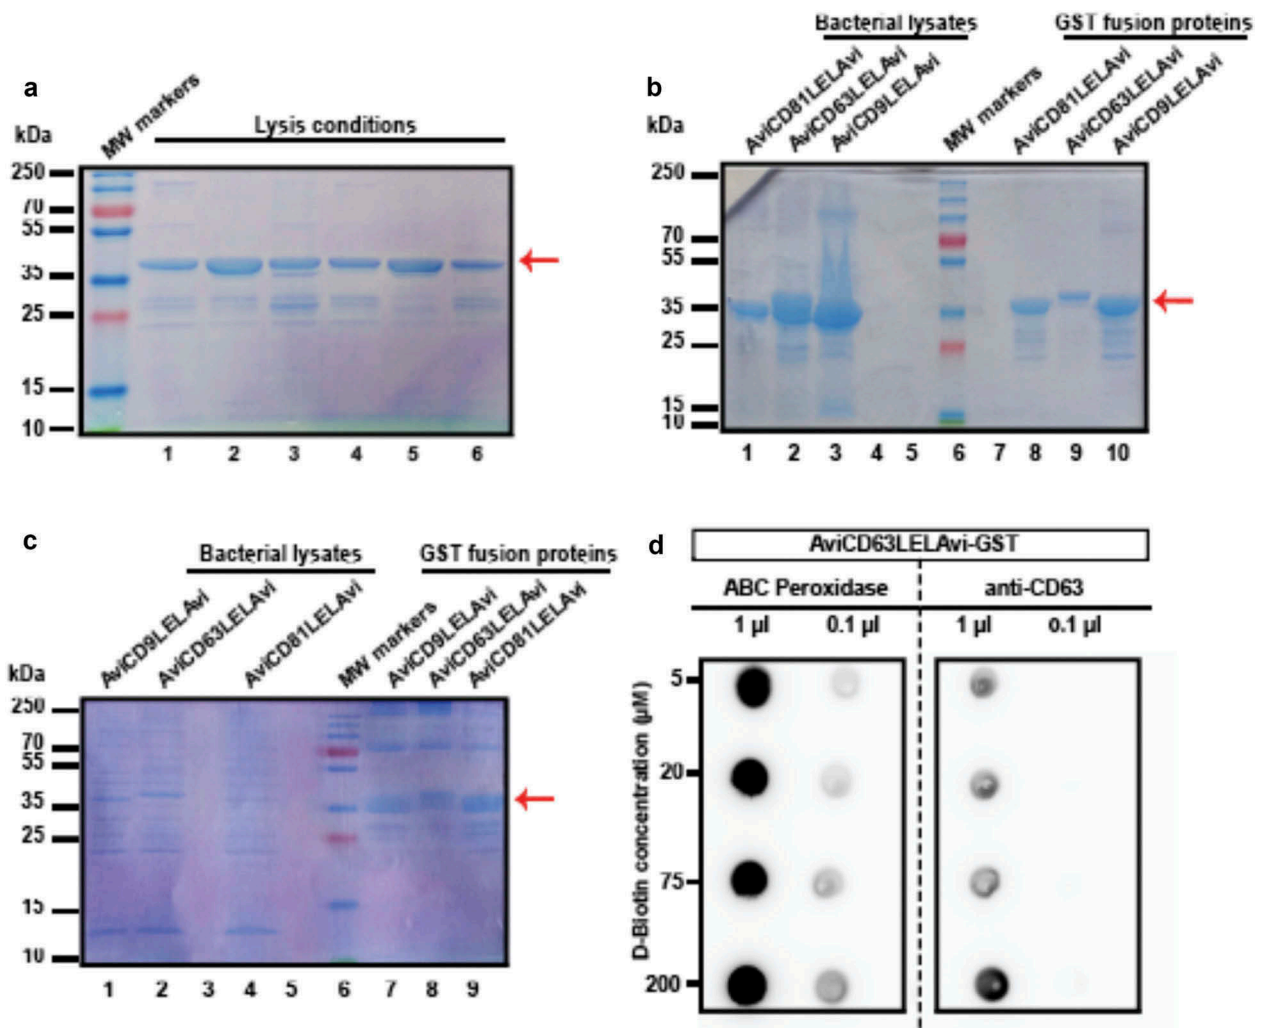 a
kDa
MW markers
Lysis conditions
250
70
55
35
25
15
10
1 2 3 4 5 6
b
kDa
Bacterial lysates
GST fusion proteins
AviCD81LELAvi
AviCD63LELAvi
AviCD9LELAvi
MW markers
AviCD81LELAvi
AviCD63LELAvi
AviCD9LELAvi
250
70
55
35
25
15
10
1 2 3 4 5 6 7 8 9 10
c
kDa
Bacterial lysates
GST fusion proteins
AviCD9LELAvi
AviCD63LELAvi
AviCD81LELAvi
MW markers
AviCD9LELAvi
AviCD63LELAvi
AviCD81LELAvi
250
70
55
35
25
15
10
1 2 3 4 5 6 7 8 9
d
AviCD63LELAvi-GST
ABC Peroxidase
anti-CD63
1 µl 0.1 µl 1 µl 0.1 µl
D-Biotin concentration (µM)
5
20
75
200